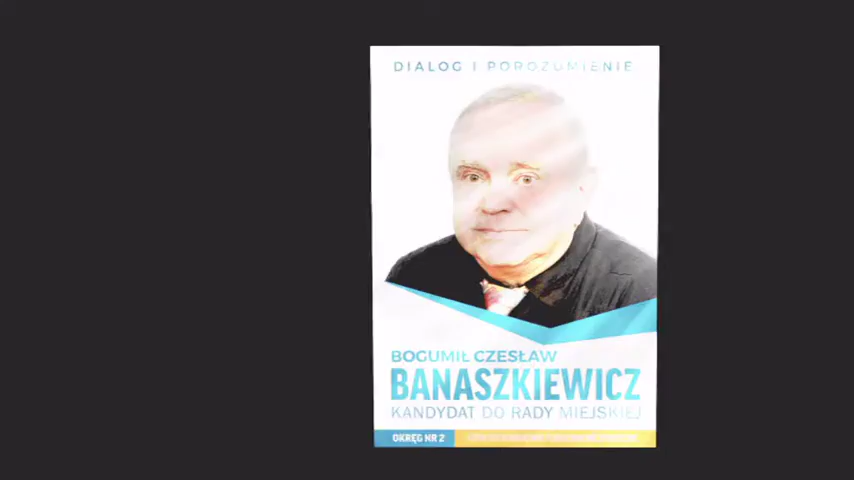 DIALOG I POROZUMIENIE
BOGUMIŁ CZESŁAW
BANASZKIEWICZ
KANDYDAT DO RADY MIEJSKIEJ
OKRĘG NR 2